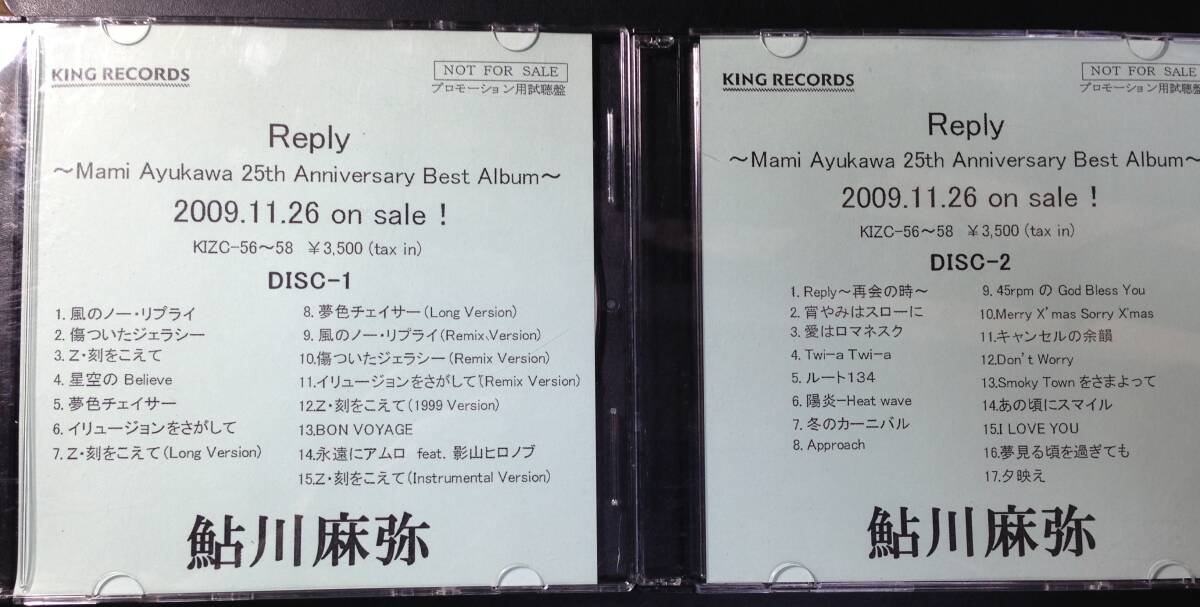 KING RECORDS
NOT FOR SALE
プロモーション用試聴盤
Reply
～Mami Ayukawa 25th Anniversary Best Album～
2009.11.26 on sale！
KIZC-56～58 ￥3,500 (tax in)
DISC-1
1. 風のノー・リプライ
2. 傷ついたジェラシー
3. Z・刻をこえて
4. 星空の Believe
5. 夢色チェイサー
6. イリュージョンをさがして
7. Z・刻をこえて (Long Version)
8. 夢色チェイサー (Long Version)
9. 風のノー・リプライ (Remix Version)
10. 傷ついたジェラシー (Remix Version)
11. イリュージョンをさがして (Remix Version)
12. Z・刻をこえて (1999 Version)
13. BON VOYAGE
14. 永遠にアムロ feat. 影山ヒロノブ
15. Z・刻をこえて (Instrumental Version)
鮎川麻弥
KING RECORDS
NOT FOR SALE
プロモーション用試聴盤
Reply
～Mami Ayukawa 25th Anniversary Best Album～
2009.11.26 on sale！
KIZC-56～58 ￥3,500 (tax in)
DISC-2
1. Reply～再会の時～
2. 宵やみはスローに
3. 愛はロマネスク
4. Twi-a Twi-a
5. ルート134
6. 陽炎-Heat wave
7. 冬のカーニバル
8. Approach
9. 45rpm の God Bless You
10. Merry X'mas Sorry X'mas
11. キャンセルの余韻
12. Don't Worry
13. Smoky Town をさまよって
14. あの頃にスマイル
15. I LOVE YOU
16. 夢見る頃を過ぎても
17. 夕映え
鮎川麻弥